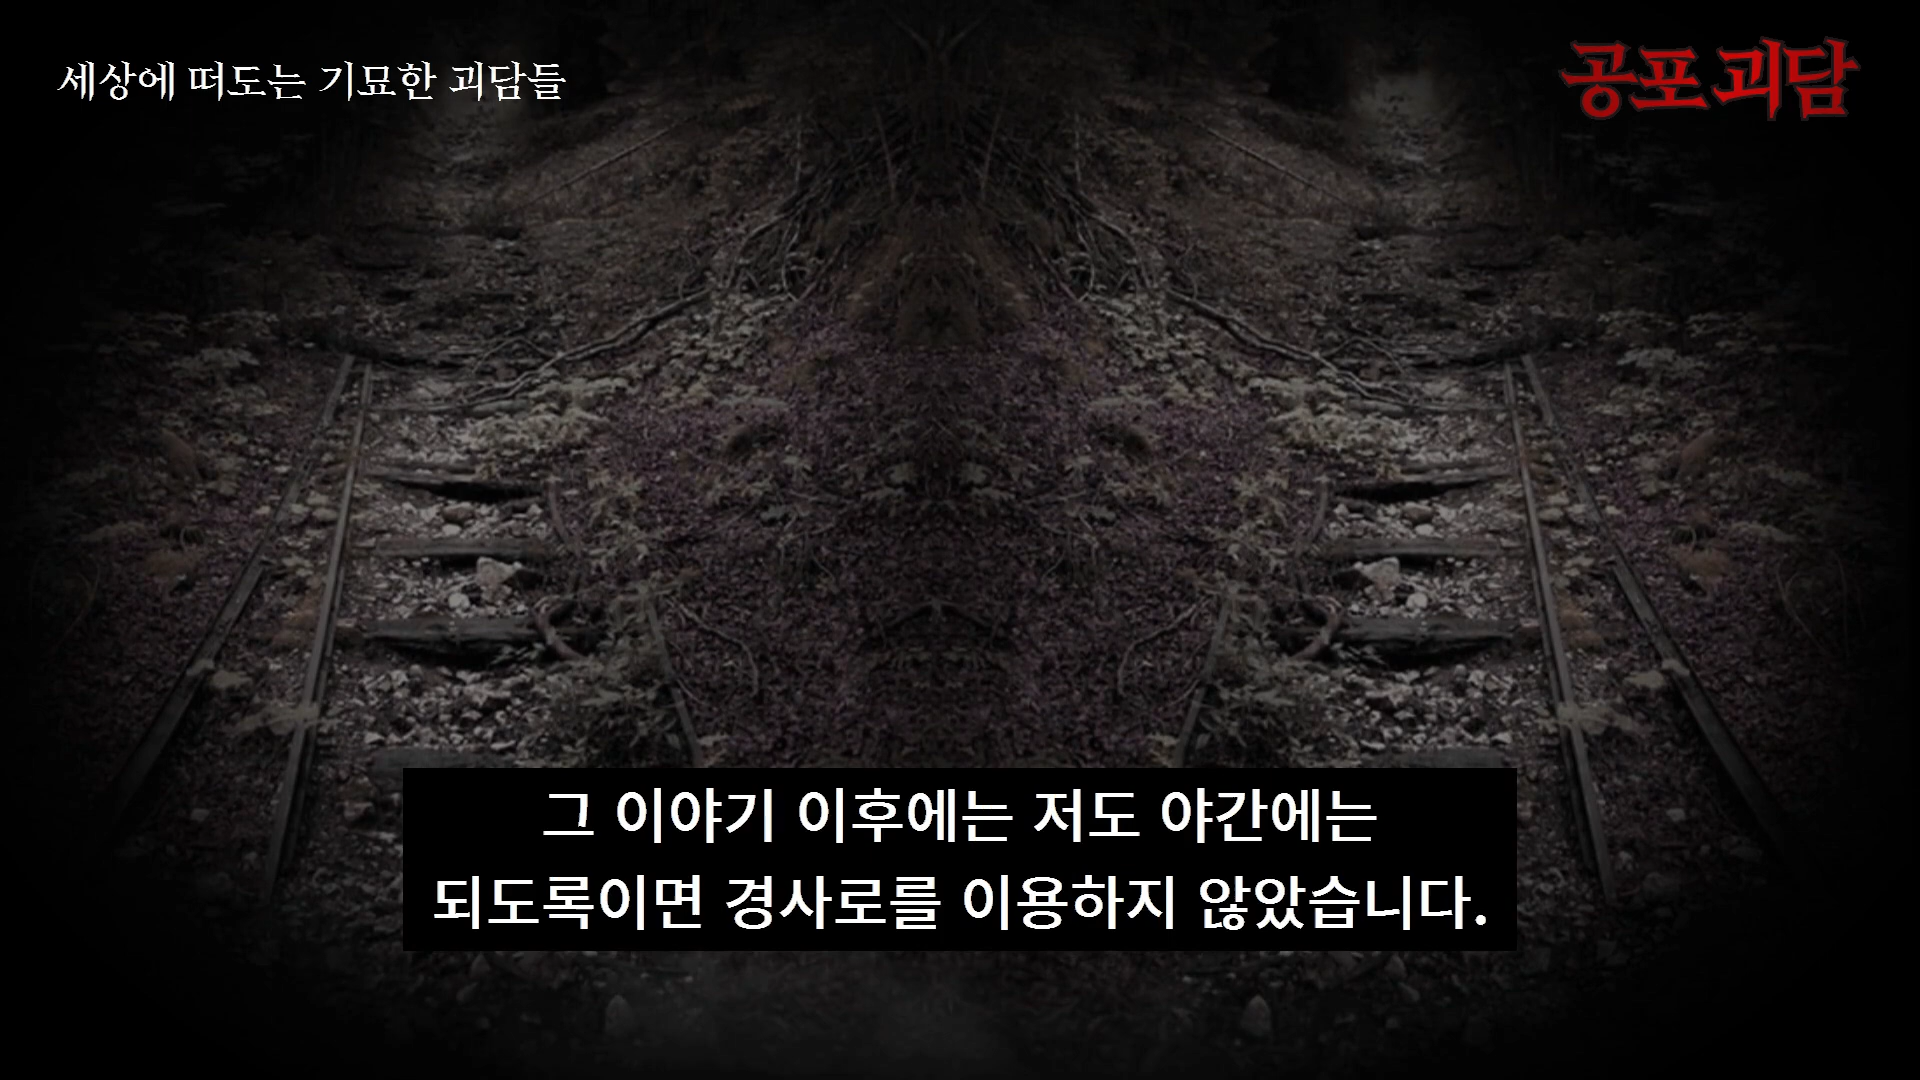 세상에 떠도는 기묘한 괴담들
공포 괴담
그 이야기 이후에는 저도 야간에는
되도록이면 경사로를 이용하지 않았습니다.